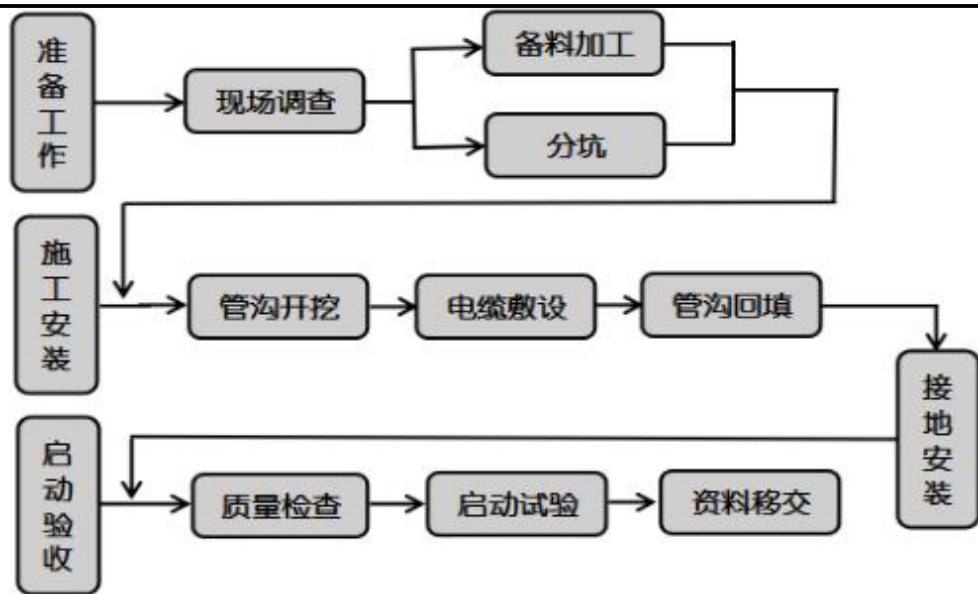 准备工作
现场调查
备料加工
分坑
施工安装
管沟开挖
电缆敷设
管沟回填
接地安装
启动验收
质量检查
启动试验
资料移交